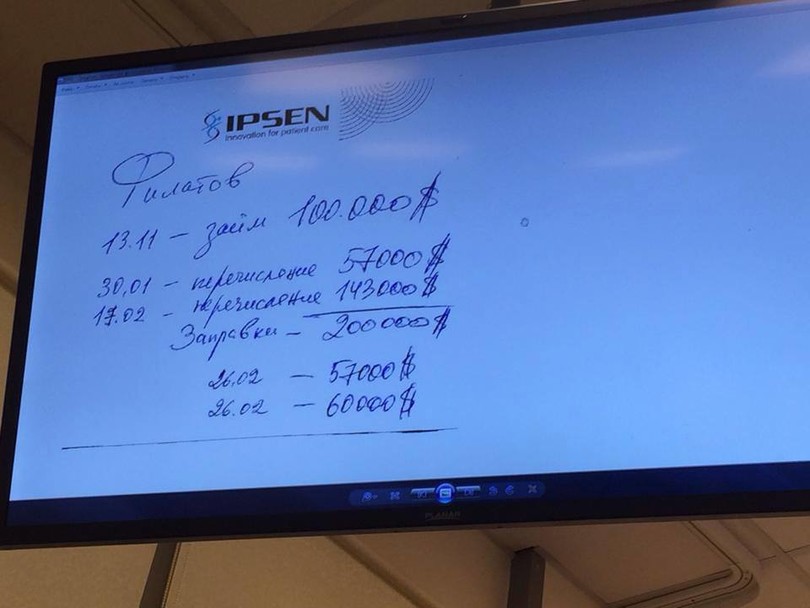 IPSEN
Innovation for patient care
Филатов
13.11 – займ 100.000$
30.01 – перечисление 57000$
17.02 – перечисление 143000$
Заправки – 200000$
26.02 – 57000$
26.02 – 60000$
PLANAR